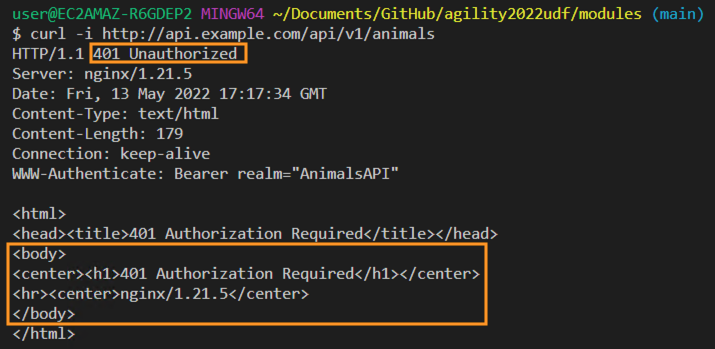 user@EC2AMAZ-R6GDEP2 MINGW64 ~/Documents/GitHub/agility2022udf/modules (main)
$ curl -i http://api.example.com/api/v1/animals
HTTP/1.1 401 Unauthorized
Server: nginx/1.21.5
Date: Fri, 13 May 2022 17:17:34 GMT
Content-Type: text/html
Content-Length: 179
Connection: keep-alive
WWW-Authenticate: Bearer realm="AnimalsAPI"

<html>
<head><title>401 Authorization Required</title></head>
<body>
<center><h1>401 Authorization Required</h1></center>
<hr><center>nginx/1.21.5</center>
</body>
</html>